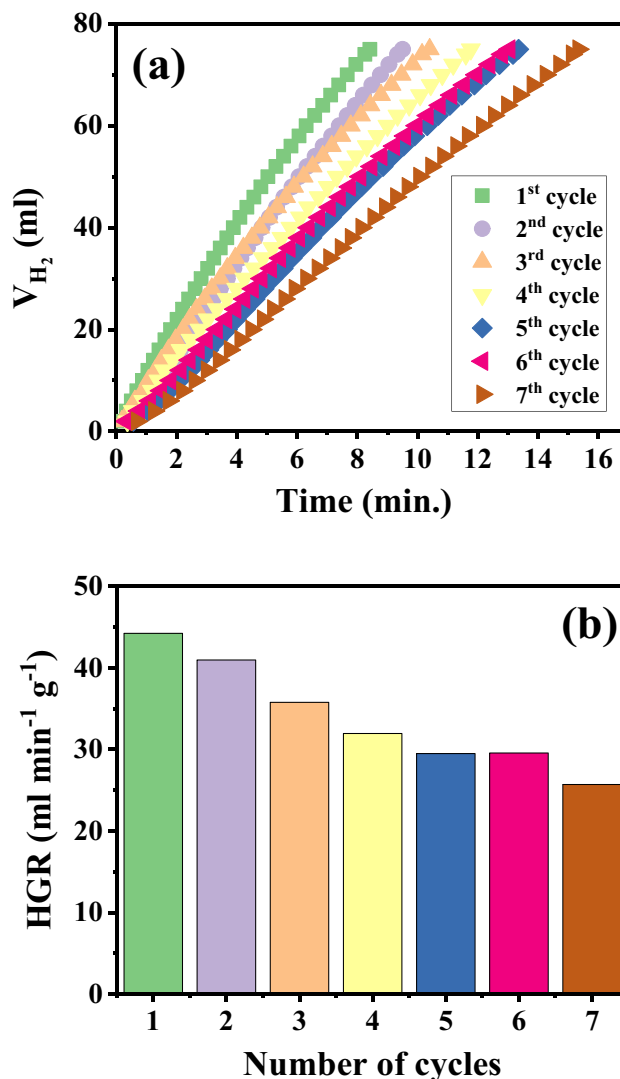 (a)
80
60
40
20
0
V_H₂ (ml)
1ˢᵗ cycle
2ⁿᵈ cycle
3ʳᵈ cycle
4ᵗʰ cycle
5ᵗʰ cycle
6ᵗʰ cycle
7ᵗʰ cycle
0 2 4 6 8 10 12 14 16
Time (min.)
(b)
50
40
30
20
10
0
HGR (ml min⁻¹ g⁻¹)
1 2 3 4 5 6 7
Number of cycles